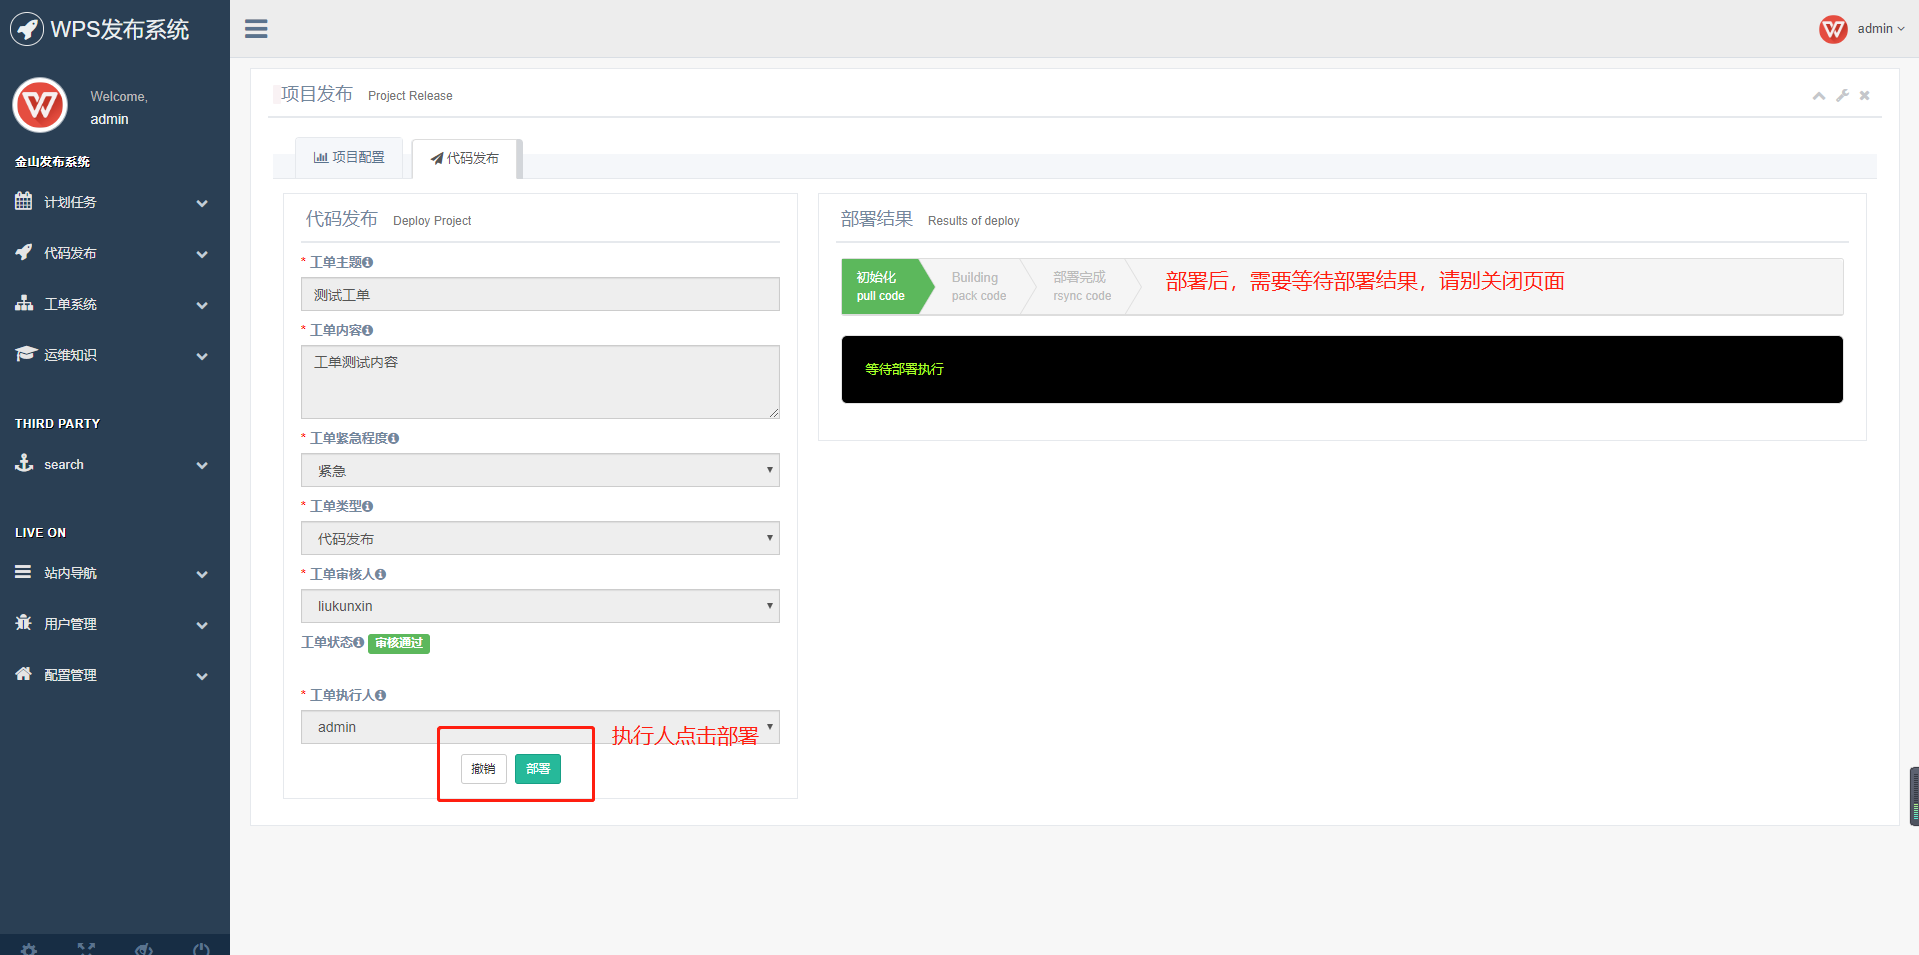 WPS发布系统
admin
Welcome,
admin
金山发布系统
计划任务
代码发布
工单系统
运维知识
THIRD PARTY
search
LIVE ON
站内导航
用户管理
配置管理
项目发布 Project Release
项目配置
代码发布
代码发布 Deploy Project
* 工单主题
测试工单
* 工单内容
工单测试内容
* 工单紧急程度
紧急
* 工单类型
代码发布
* 工单审核人
liukunxin
工单状态 审核通过
* 工单执行人
admin
执行人点击部署
撤销
部署
部署结果 Results of deploy
初始化
pull code
Building
pack code
部署完成
rsync code
部署后，需要等待部署结果，请别关闭页面
等待部署执行